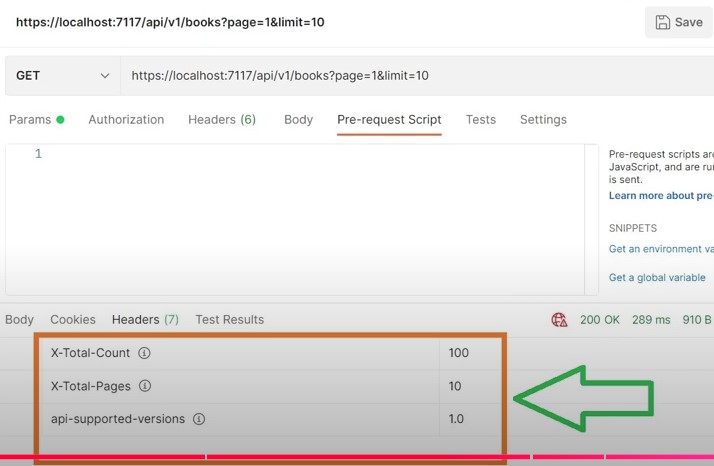 https://localhost:7117/api/v1/books?page=1&limit=10
Save
GET
https://localhost:7117/api/v1/books?page=1&limit=10
Params
Authorization
Headers (6)
Body
Pre-request Script
Tests
Settings
1
Pre-request scripts are
JavaScript, and are ru
is sent.
Learn more about pre-
SNIPPETS
Get an environment va
Get a global variable
Body
Cookies
Headers (7)
Test Results
200 OK
289 ms
910 B
X-Total-Count
100
X-Total-Pages
10
api-supported-versions
1.0